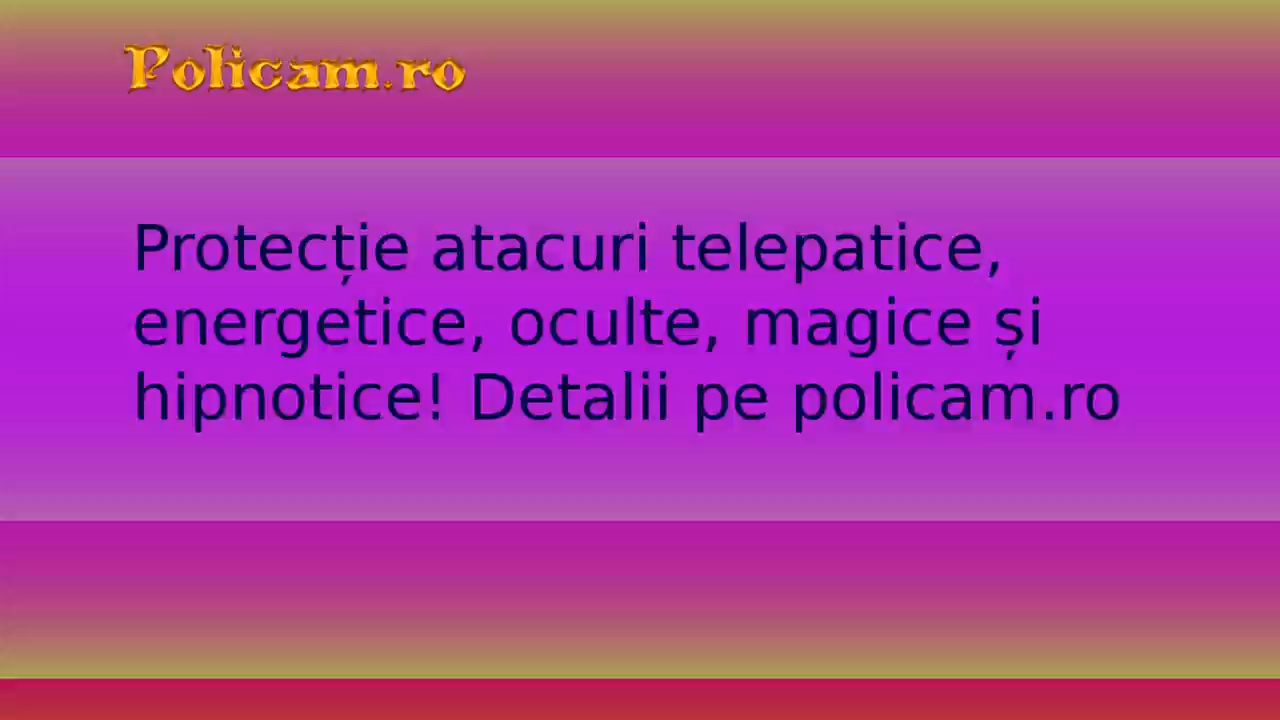 Policam.ro
Protecție atacuri telepatice,
energetice, oculte, magice și
hipnotice! Detalii pe policam.ro